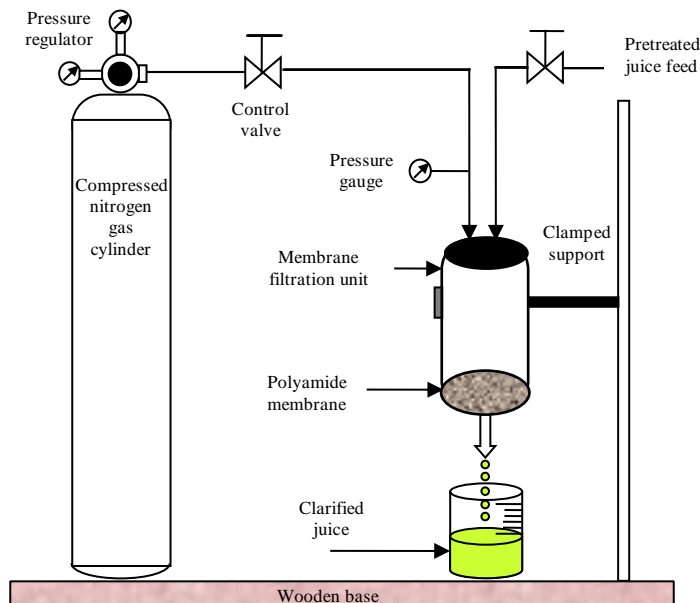 Pressure
regulator
Pretreated
juice feed
Control
valve
Pressure
gauge
Compressed
nitrogen
gas
cylinder
Clamped
support
Membrane
filtration unit
Polyamide
membrane
Clarified
juice
Wooden base